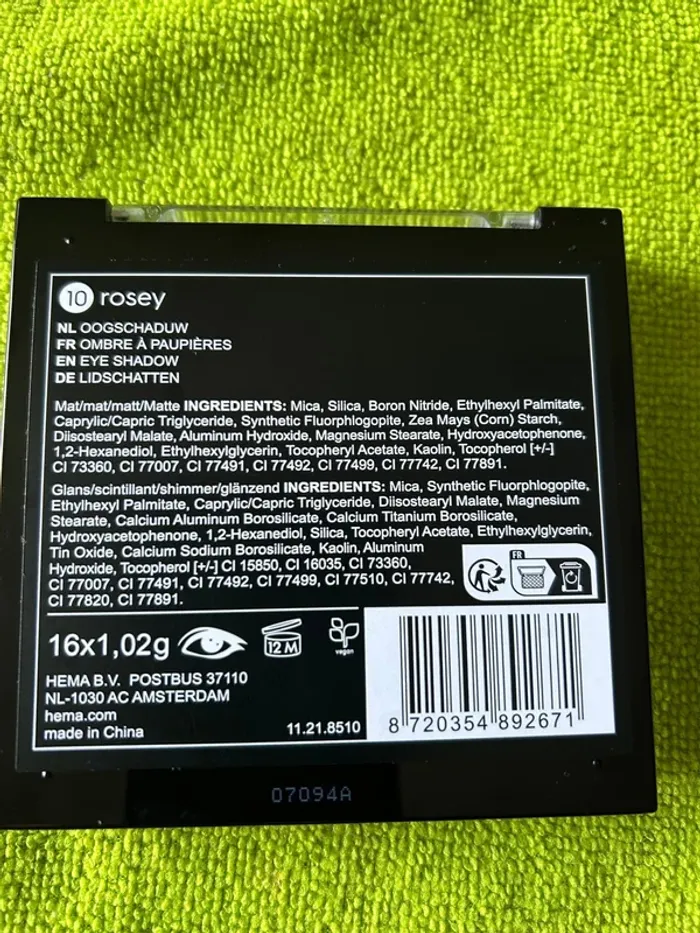 10 rosey
NL OOGSCHADUW
FR OMBRE À PAUPIÈRES
EN EYE SHADOW
DE LIDSCHATTEN
Mat/mat/matt/Matte INGREDIENTS: Mica, Silica, Boron Nitride, Ethylhexyl Palmitate,
Caprylic/Capric Triglyceride, Synthetic Fluorphlogopite, Zea Mays (Corn) Starch,
Diisostearyl Malate, Aluminum Hydroxide, Magnesium Stearate, Hydroxyacetophenone,
1,2-Hexanediol, Ethylhexylglycerin, Tocopheryl Acetate, Kaolin, Tocopherol [+/-]
CI 73360, CI 77007, CI 77491, CI 77492, CI 77499, CI 77742, CI 77891.
Glans/scintillant/shimmer/glänzend INGREDIENTS: Mica, Synthetic Fluorphlogopite,
Ethylhexyl Palmitate, Caprylic/Capric Triglyceride, Diisostearyl Malate, Magnesium
Stearate, Calcium Aluminum Borosilicate, Calcium Titanium Borosilicate,
Hydroxyacetophenone, 1,2-Hexanediol, Silica, Tocopheryl Acetate, Ethylhexylglycerin,
Tin Oxide, Calcium Sodium Borosilicate, Kaolin, Aluminum
Hydroxide, Tocopherol [+/-] CI 15850, CI 16035, CI 73360,
CI 77007, CI 77491, CI 77492, CI 77499, CI 77510, CI 77742,
CI 77820, CI 77891.
FR
16x1,02g
12 M
vegan
HEMA B.V. POSTBUS 37110
NL-1030 AC AMSTERDAM
hema.com
made in China
11.21.8510
8 720354 892671
07094A